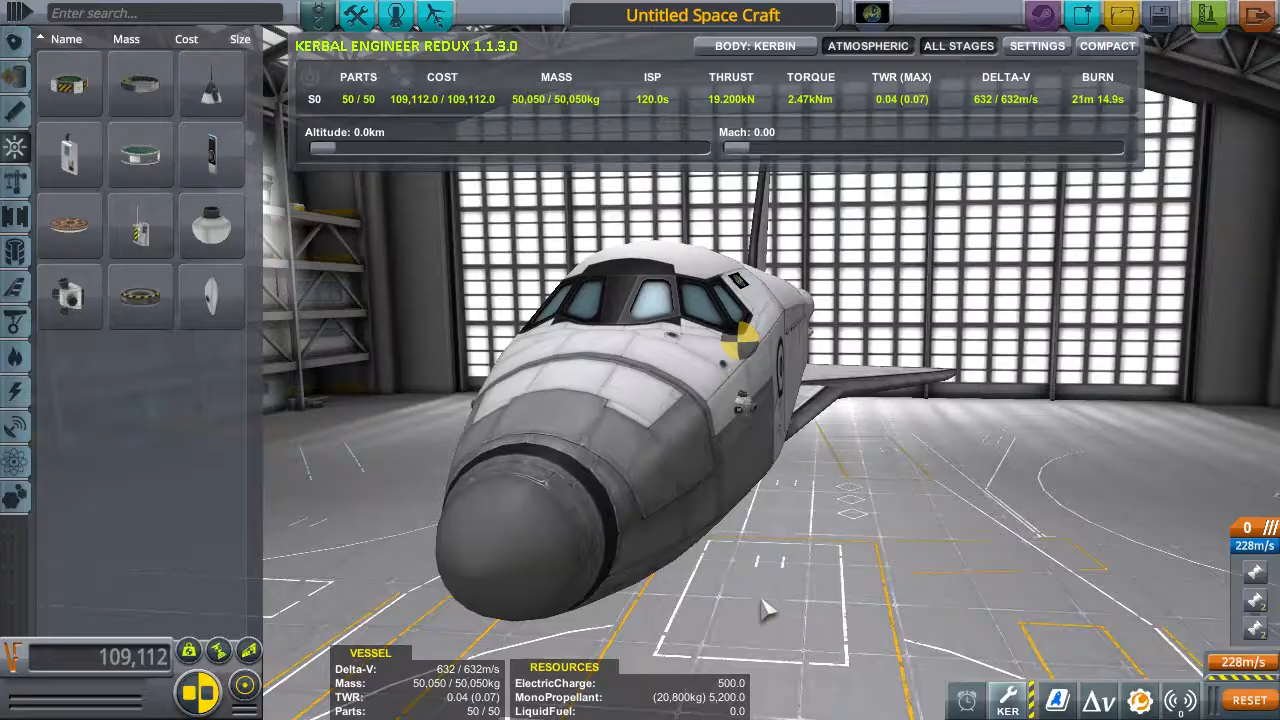 Enter search...
Untitled Space Craft
Name Mass Cost Size
KERBAL ENGINEER REDUX 1.1.3.0
BODY: KERBIN ATMOSPHERIC ALL STAGES SETTINGS COMPACT
PARTS COST MASS ISP THRUST TORQUE TWR (MAX) DELTA-V BURN
S0 50 / 50 109,112.0 / 109,112.0 50,050 / 50,050kg 120.0s 19.200kN 2.47kNm 0.04 (0.07) 632 / 632m/s 21m 14.9s
Altitude: 0.0km Mach: 0.00
0
228m/s
2
2
109,112
VESSEL
Delta-V: 632 / 632m/s
Mass: 50,050 / 50,050kg
TWR: 0.04 (0.07)
Parts: 50 / 50
RESOURCES
ElectricCharge: 500.0
MonoPropellant: (20,800kg) 5,200.0
LiquidFuel: 0.0
228m/s
KER
Δv
0
RESET